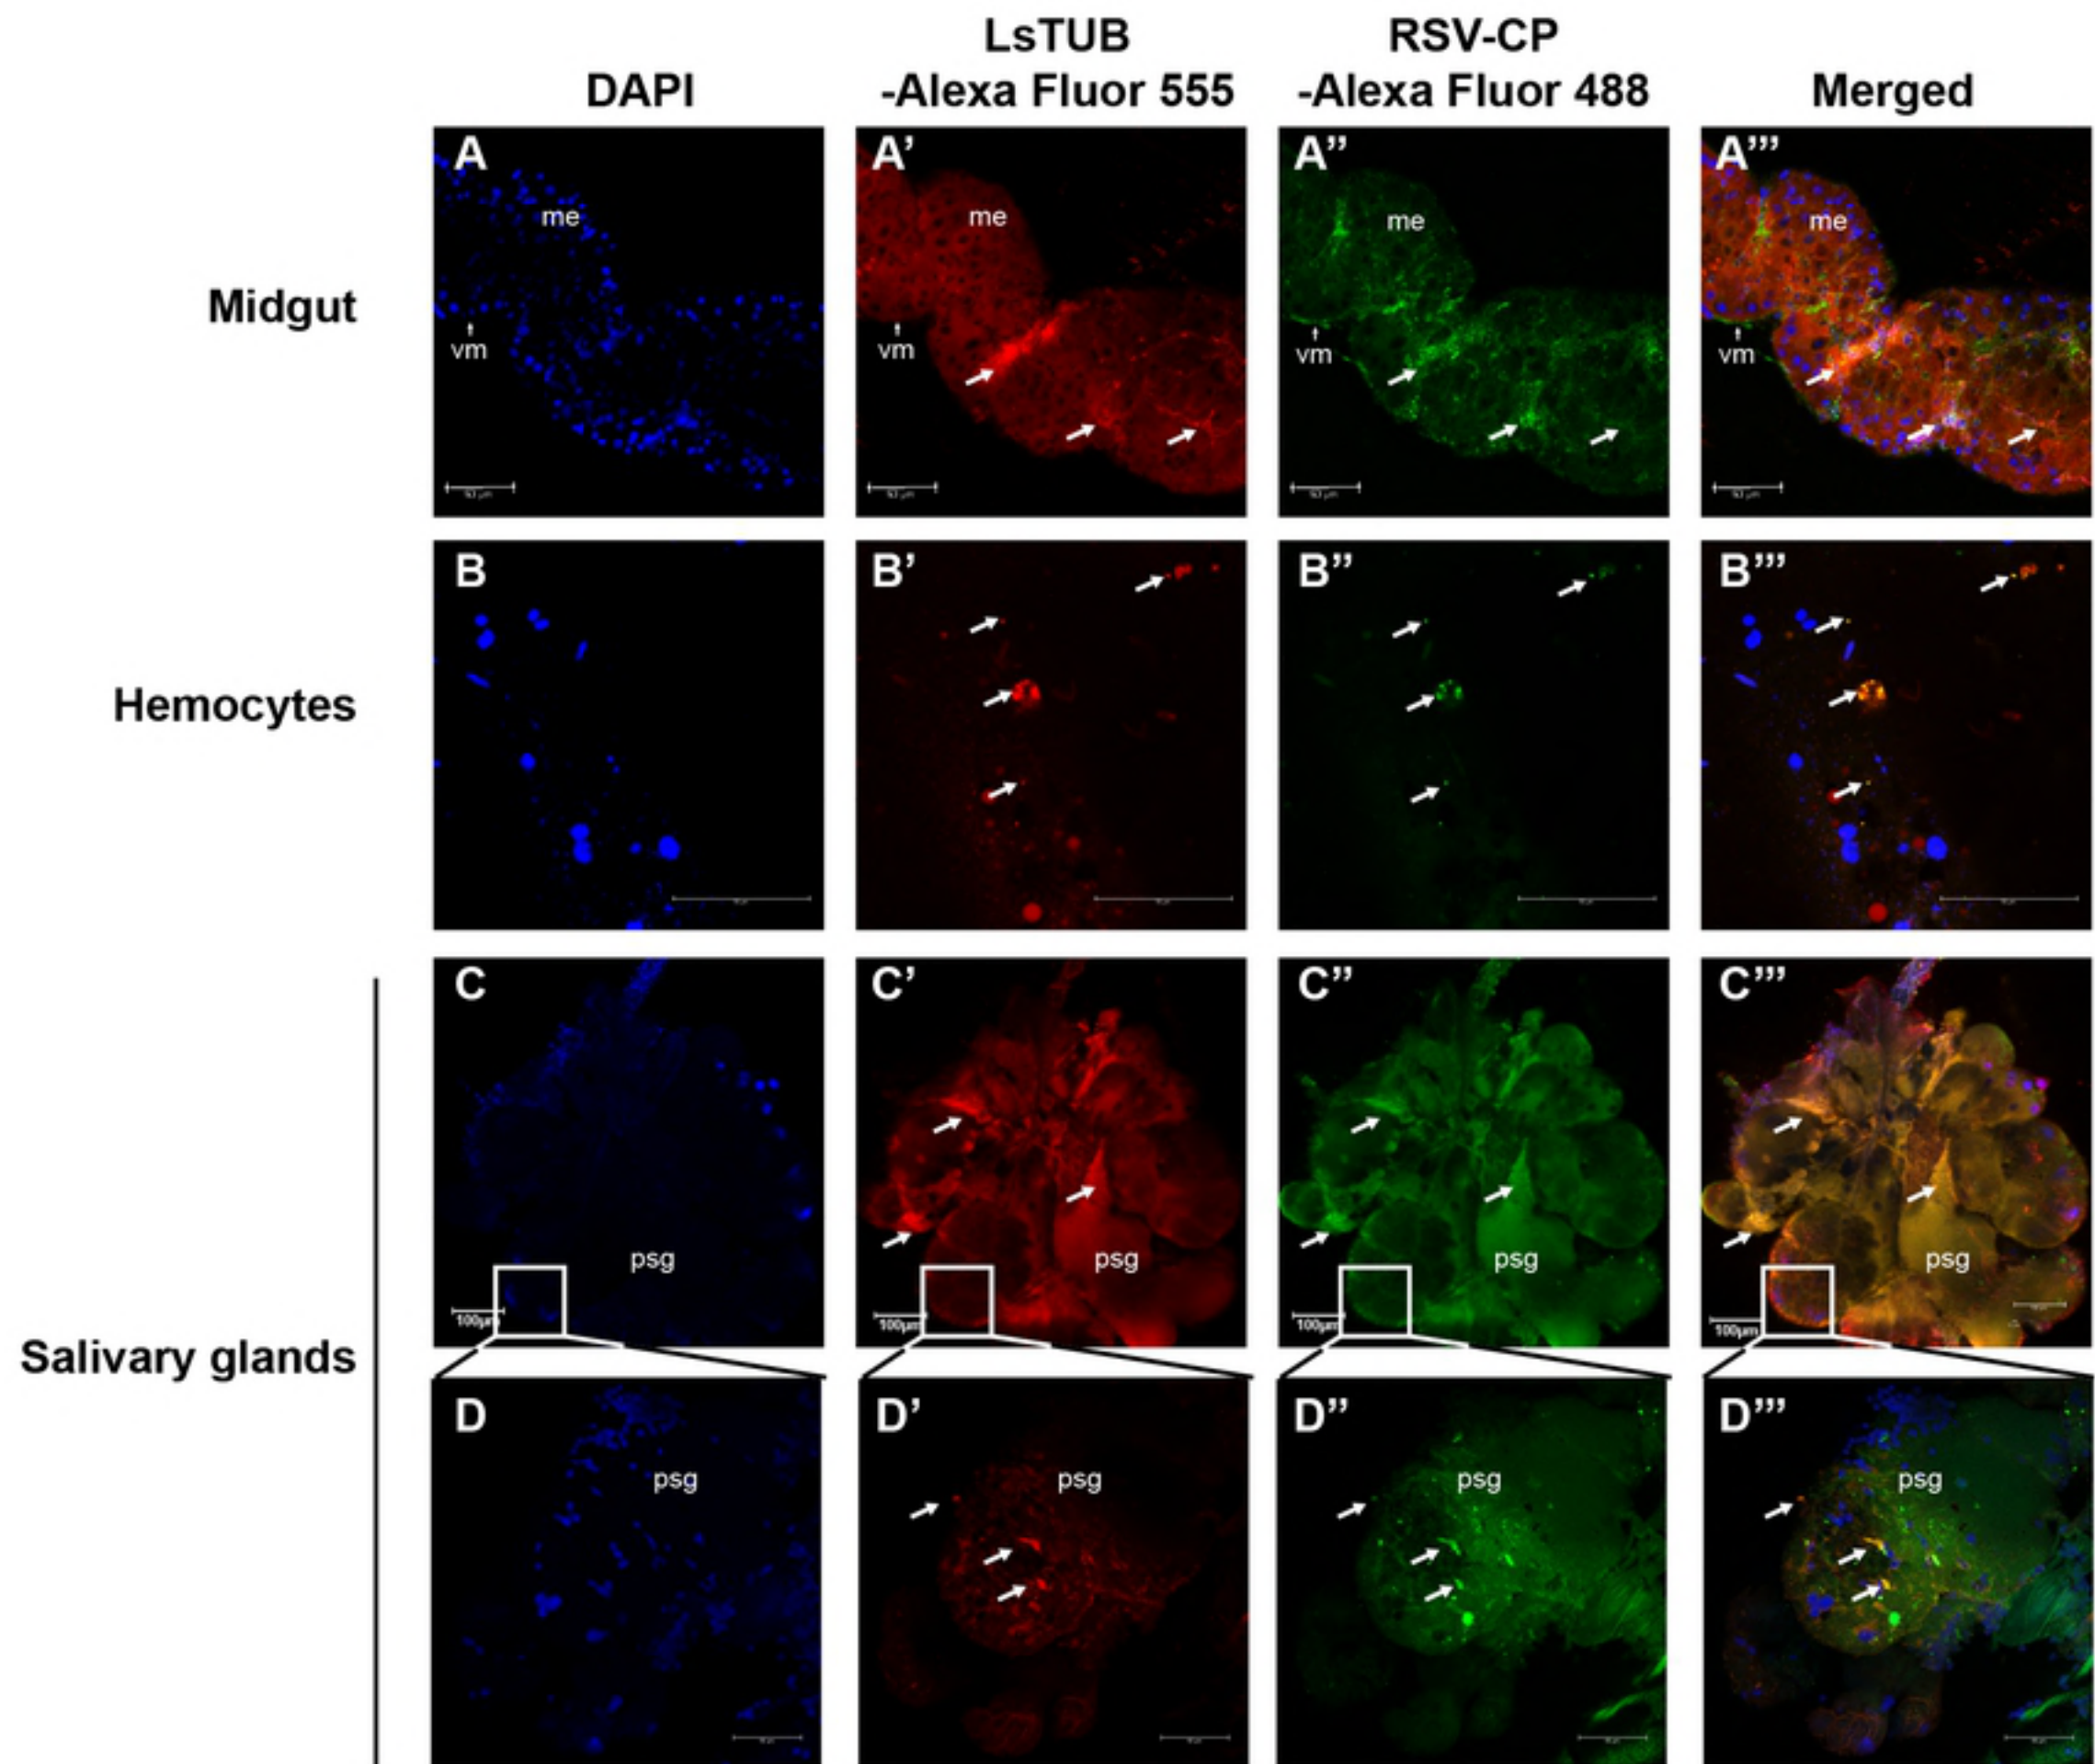 LsTUB RSV-CP
DAPI -Alexa Fluor 555 -Alexa Fluor 488 Merged
A A’ A” A’”
me me me me
Midgut
vm vm vm vm
B B’ B” B’”
Hemocytes
C C’ C” C’”
psg psg psg psg
100μm 100μm 100μm 100μm
Salivary glands
D D’ D” D’”
psg psg psg psg